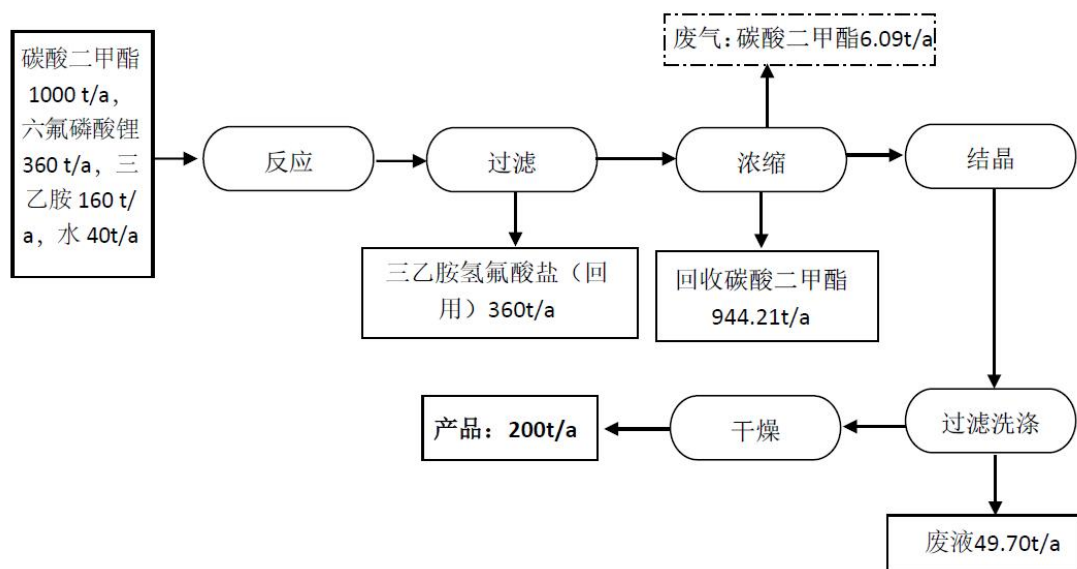 碳酸二甲酯
1000 t/a，
六氟磷酸锂
360 t/a，三
乙胺 160 t/
a，水 40t/a
反应
过滤
三乙胺氢氟酸盐（回
用）360t/a
废气：碳酸二甲酯6.09t/a
浓缩
回收碳酸二甲酯
944.21t/a
结晶
过滤洗涤
废液49.70t/a
干燥
产品：200t/a